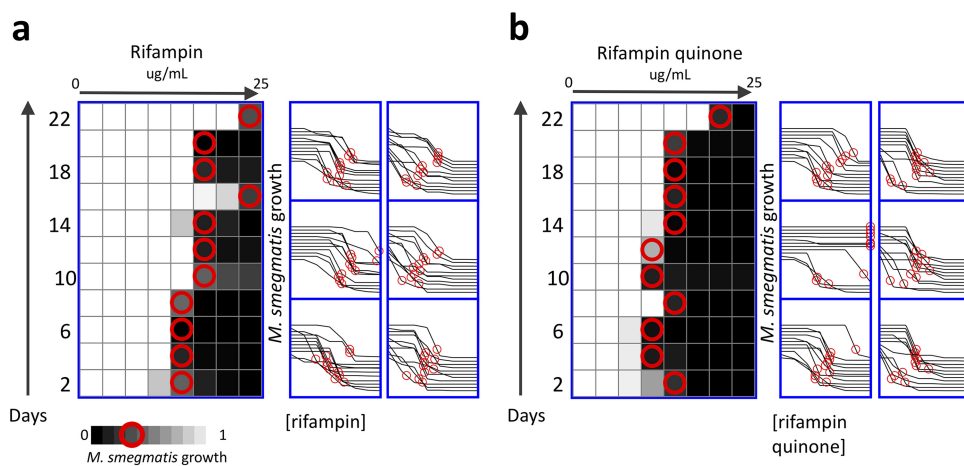 a
Rifampin
ug/mL
0
25
22
18
14
10
6
2
Days
M. smegmatis growth
[rifampin]
0
1
M. smegmatis growth
b
Rifampin quinone
ug/mL
0
25
22
18
14
10
6
2
Days
M. smegmatis growth
[rifampin
quinone]